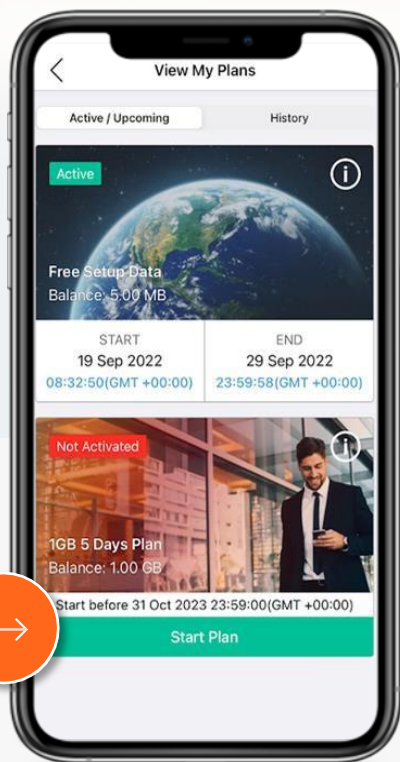 View My Plans
Active / Upcoming
History
Active
Free Setup Data
Balance: 5.00 MB
START
END
19 Sep 2022
29 Sep 2022
08:32:50(GMT +00:00)
23:59:58(GMT +00:00)
Not Activated
1GB 5 Days Plan
Balance: 1.00 GB
Start before 31 Oct 2023 23:59:00(GMT +00:00)
Start Plan